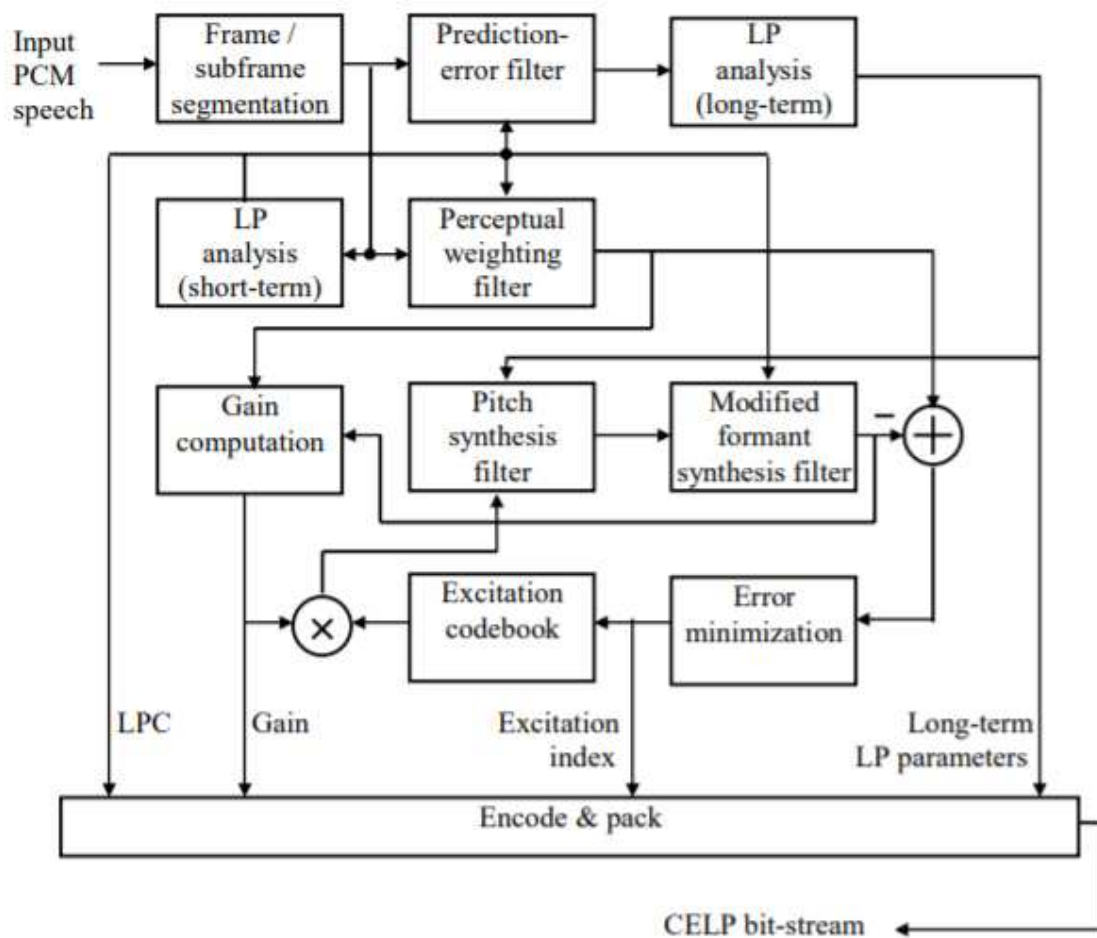 Input
PCM
speech
Frame /
subframe
segmentation
Prediction-
error filter
LP
analysis
(long-term)
LP
analysis
(short-term)
Perceptual
weighting
filter
Gain
computation
Pitch
synthesis
filter
Modified
formant
synthesis filter
−
+
×
Excitation
codebook
Error
minimization
LPC
Gain
Excitation
index
Long-term
LP parameters
Encode & pack
CELP bit-stream